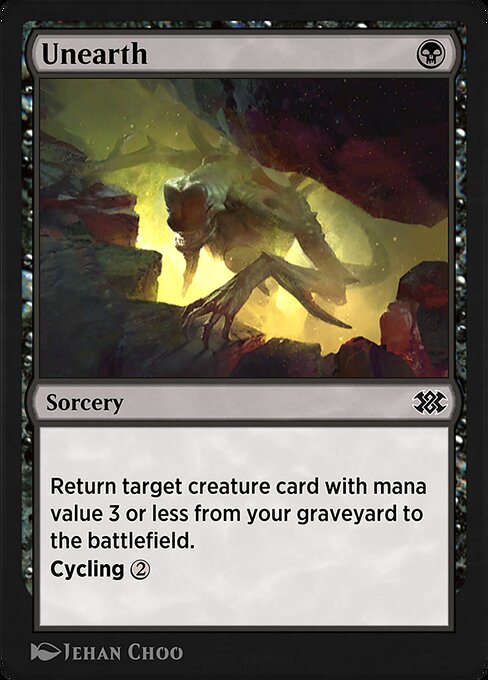 Unearth
Sorcery
Return target creature card with mana
value 3 or less from your graveyard to
the battlefield.
Cycling 2
Jehan Choo